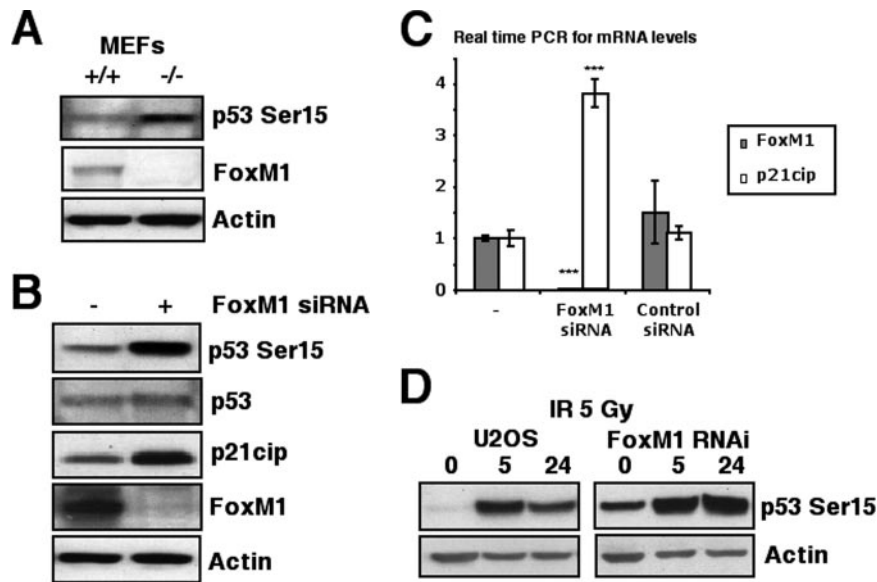 A
MEFs
+/+ -/-
p53 Ser15
FoxM1
Actin
B
- + FoxM1 siRNA
p53 Ser15
p53
p21cip
FoxM1
Actin
C
Real time PCR for mRNA levels
4
3
2
1
0
***
***
- FoxM1 siRNA Control siRNA
FoxM1
p21cip
D
IR 5 Gy
U2OS FoxM1 RNAi
0 5 24 0 5 24
p53 Ser15
Actin